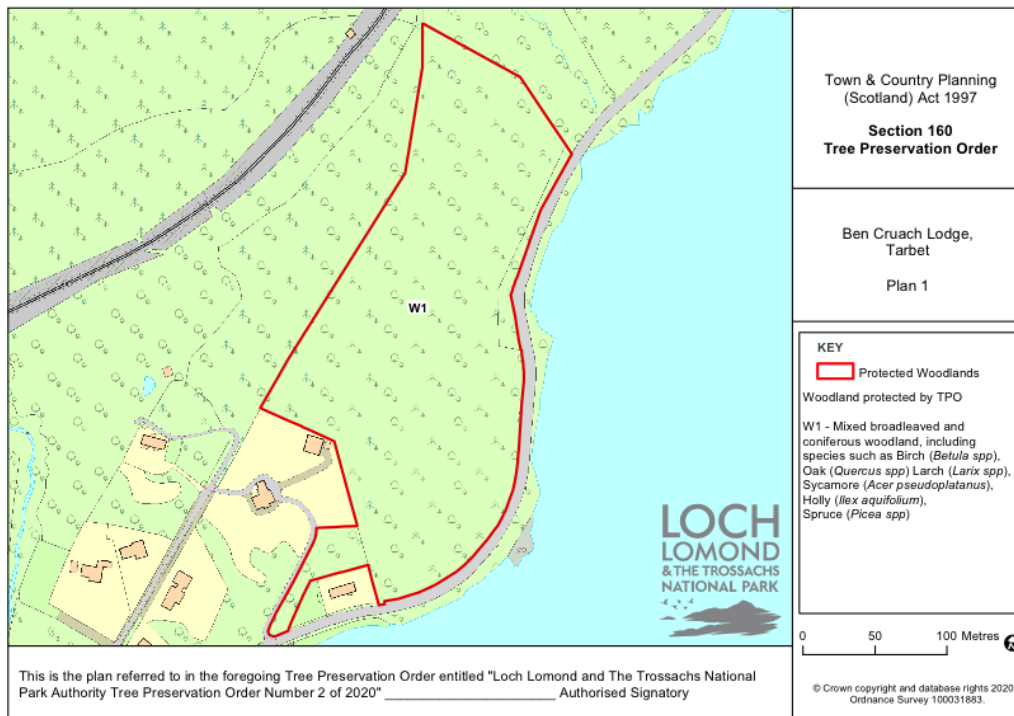 Town & Country Planning
(Scotland) Act 1997
Section 160
Tree Preservation Order
Ben Cruach Lodge,
Tarbet
Plan 1
W1
KEY
Protected Woodlands
Woodland protected by TPO
W1 - Mixed broadleaved and
coniferous woodland, including
species such as Birch (Betula spp),
Oak (Quercus spp) Larch (Larix spp),
Sycamore (Acer pseudoplatanus),
Holly (Ilex aquifolium),
Spruce (Picea spp)
LOCH
LOMOND
& THE TROSSACHS
NATIONAL PARK
0 50 100 Metres
This is the plan referred to in the foregoing Tree Preservation Order entitled "Loch Lomond and The Trossachs National
Park Authority Tree Preservation Order Number 2 of 2020" _________________________ Authorised Signatory
© Crown copyright and database rights 2020
Ordnance Survey 100031883.